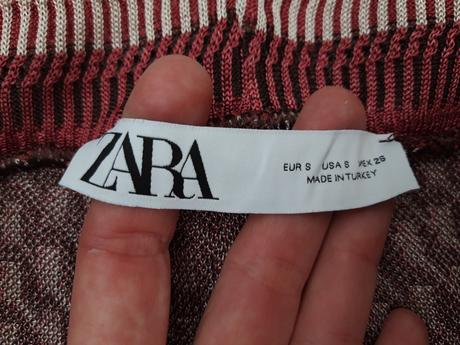 ZARA
EUR S USA S MEX 26
MADE IN TURKEY